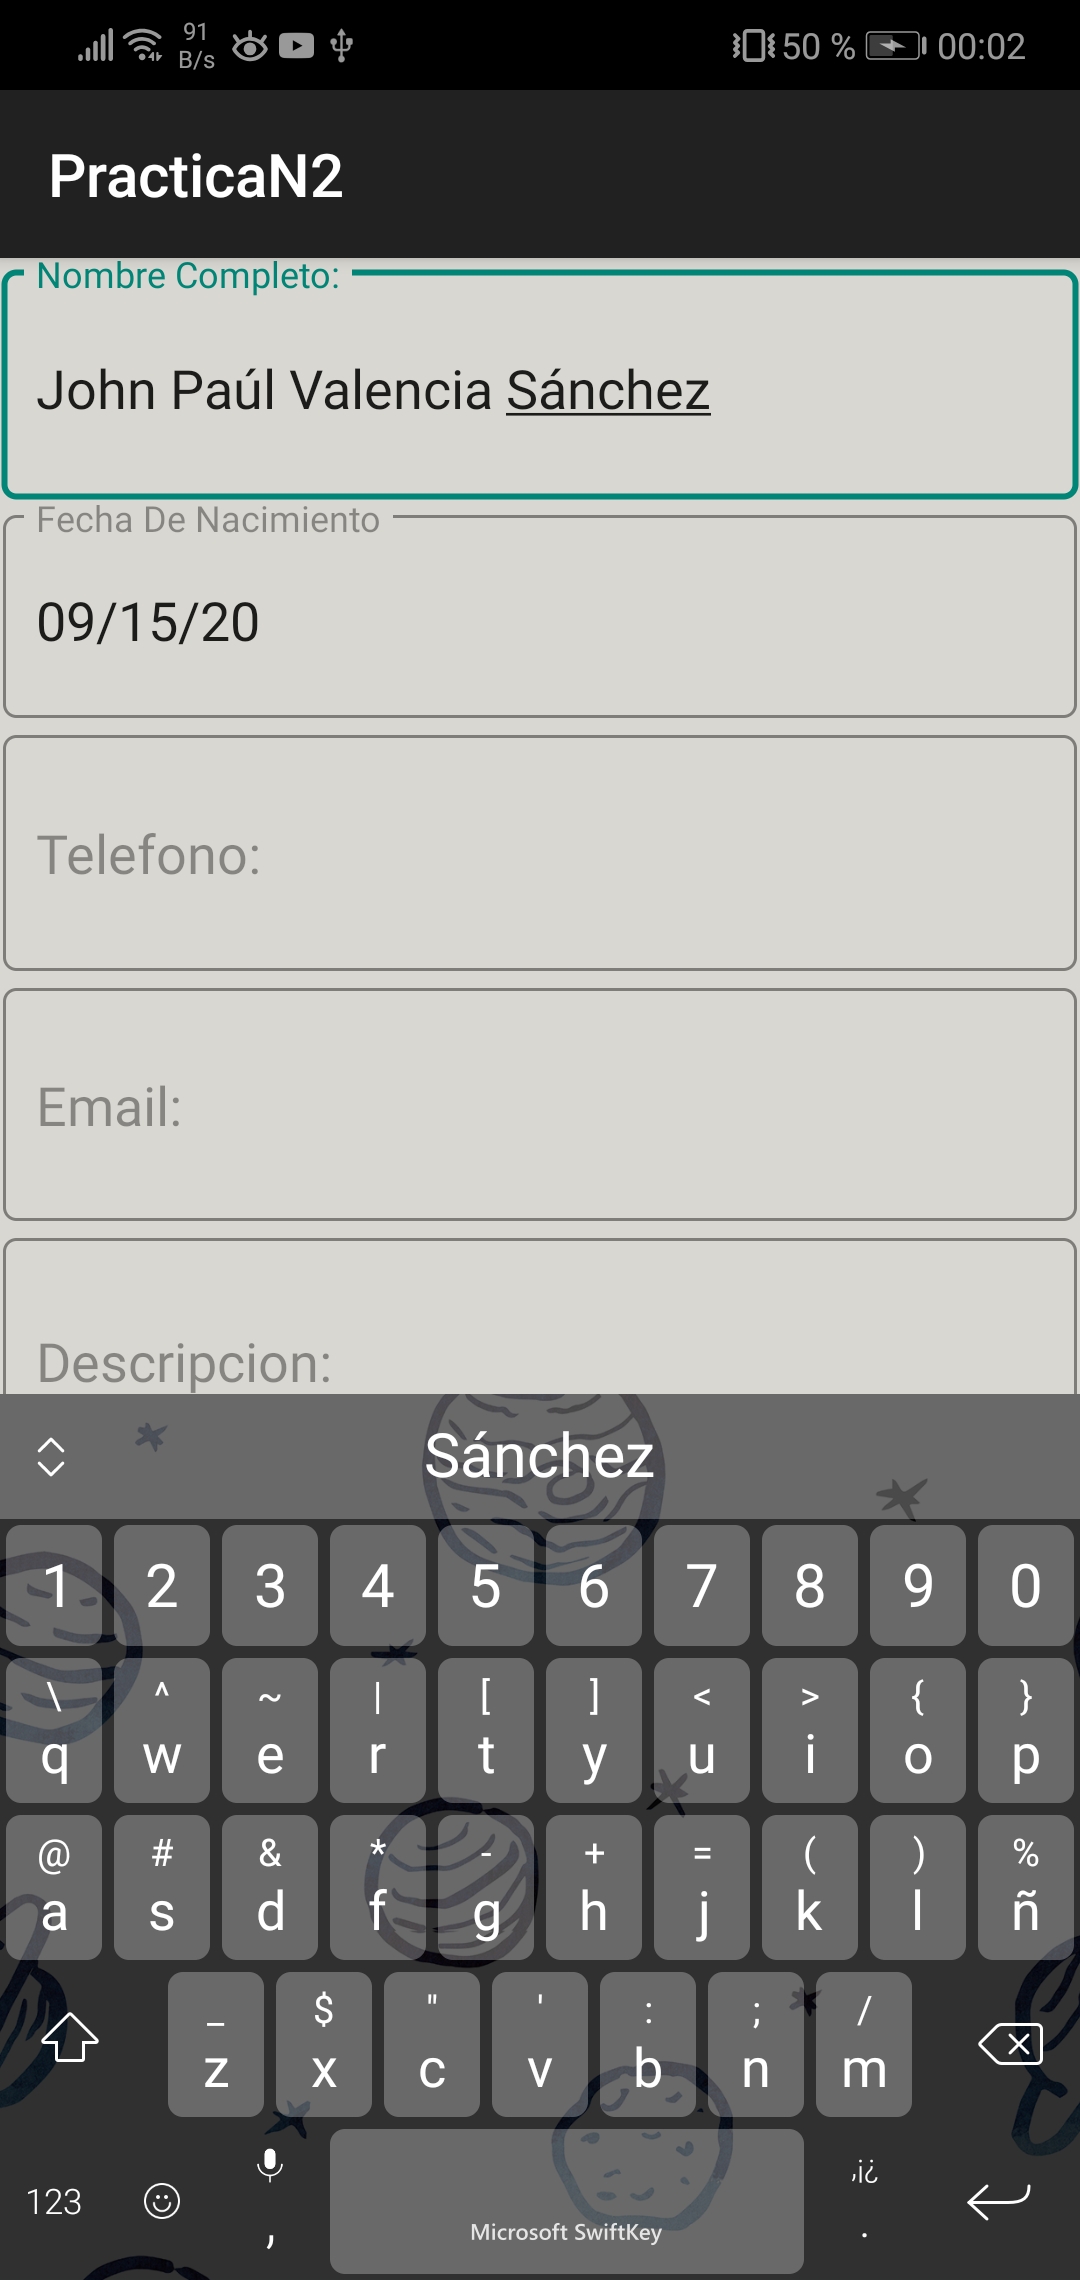 91
B/s
50 %
00:02
PracticaN2
Nombre Completo:
John Paúl Valencia Sánchez
Fecha De Nacimiento
09/15/20
Telefono:
Email:
Descripcion:
Sánchez
1 2 3 4 5 6 7 8 9 0
\ ^ ~ | [ ] < > { }
q w e r t y u i o p
@ # & * - + = ( ) %
a s d f g h j k l ñ
_ $ " ' : ; /
z x c v b n m
,¡¿
123 , .
Microsoft SwiftKey